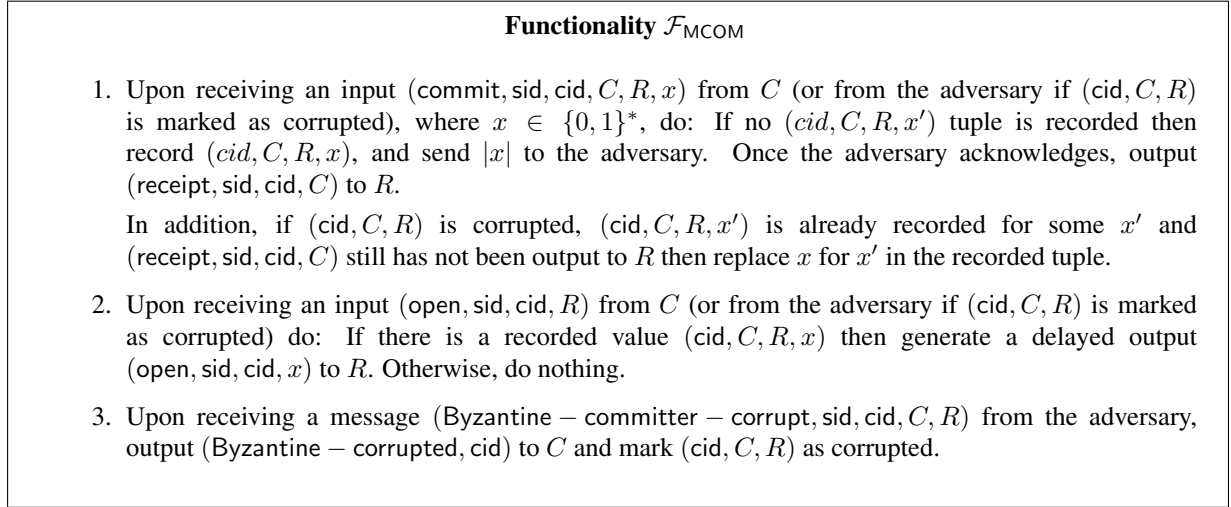 Functionality F_MCOM
1. Upon receiving an input (commit, sid, cid, C, R, x) from C (or from the adversary if (cid, C, R)
is marked as corrupted), where x ∈ {0, 1}*, do: If no (cid, C, R, x′) tuple is recorded then
record (cid, C, R, x), and send |x| to the adversary. Once the adversary acknowledges, output
(receipt, sid, cid, C) to R.
In addition, if (cid, C, R) is corrupted, (cid, C, R, x′) is already recorded for some x′ and
(receipt, sid, cid, C) still has not been output to R then replace x for x′ in the recorded tuple.
2. Upon receiving an input (open, sid, cid, R) from C (or from the adversary if (cid, C, R) is marked
as corrupted) do: If there is a recorded value (cid, C, R, x) then generate a delayed output
(open, sid, cid, x) to R. Otherwise, do nothing.
3. Upon receiving a message (Byzantine − committer − corrupt, sid, cid, C, R) from the adversary,
output (Byzantine − corrupted, cid) to C and mark (cid, C, R) as corrupted.